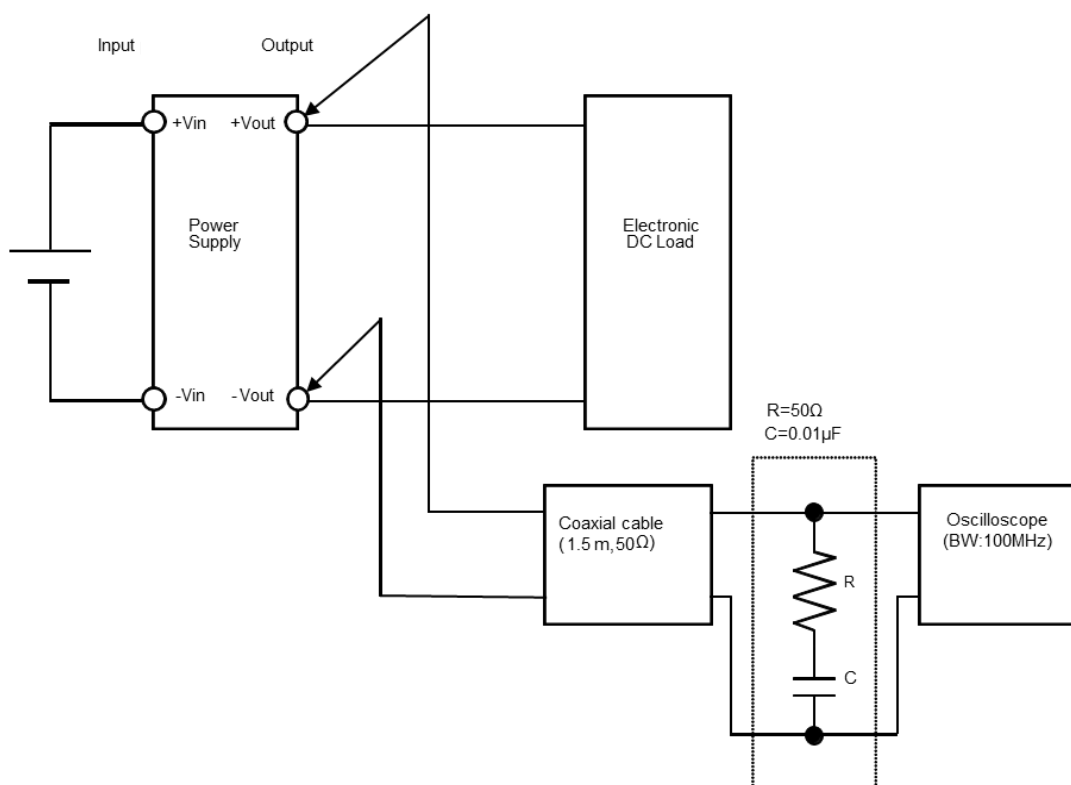 Input
Output
+Vin
+Vout
Power
Supply
Electronic
DC Load
-Vin
-Vout
R=50Ω
C=0.01µF
Coaxial cable
(1.5 m,50Ω)
Oscilloscope
(BW:100MHz)
R
C